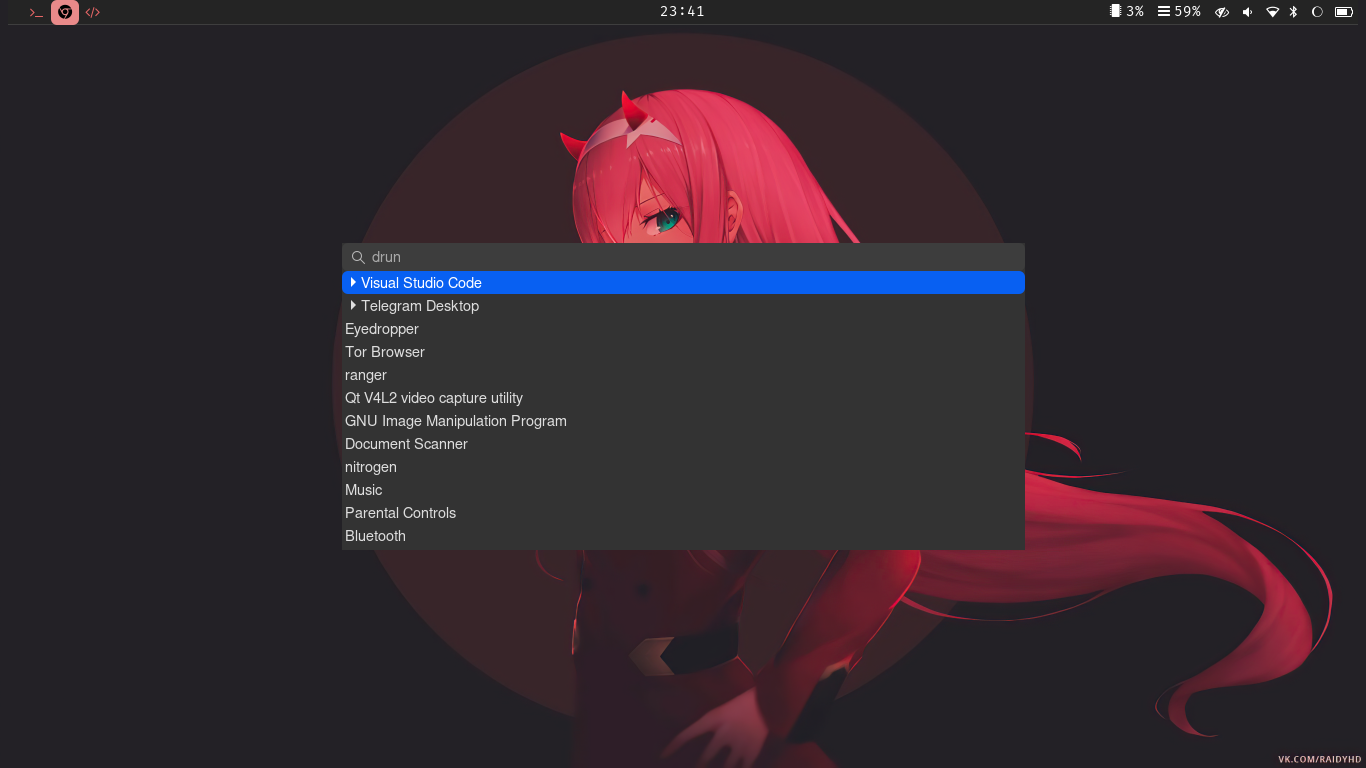 >_ </>
23:41
3% 59%
drun
Visual Studio Code
Telegram Desktop
Eyedropper
Tor Browser
ranger
Qt V4L2 video capture utility
GNU Image Manipulation Program
Document Scanner
nitrogen
Music
Parental Controls
Bluetooth
VK.COM/RAIDYHD